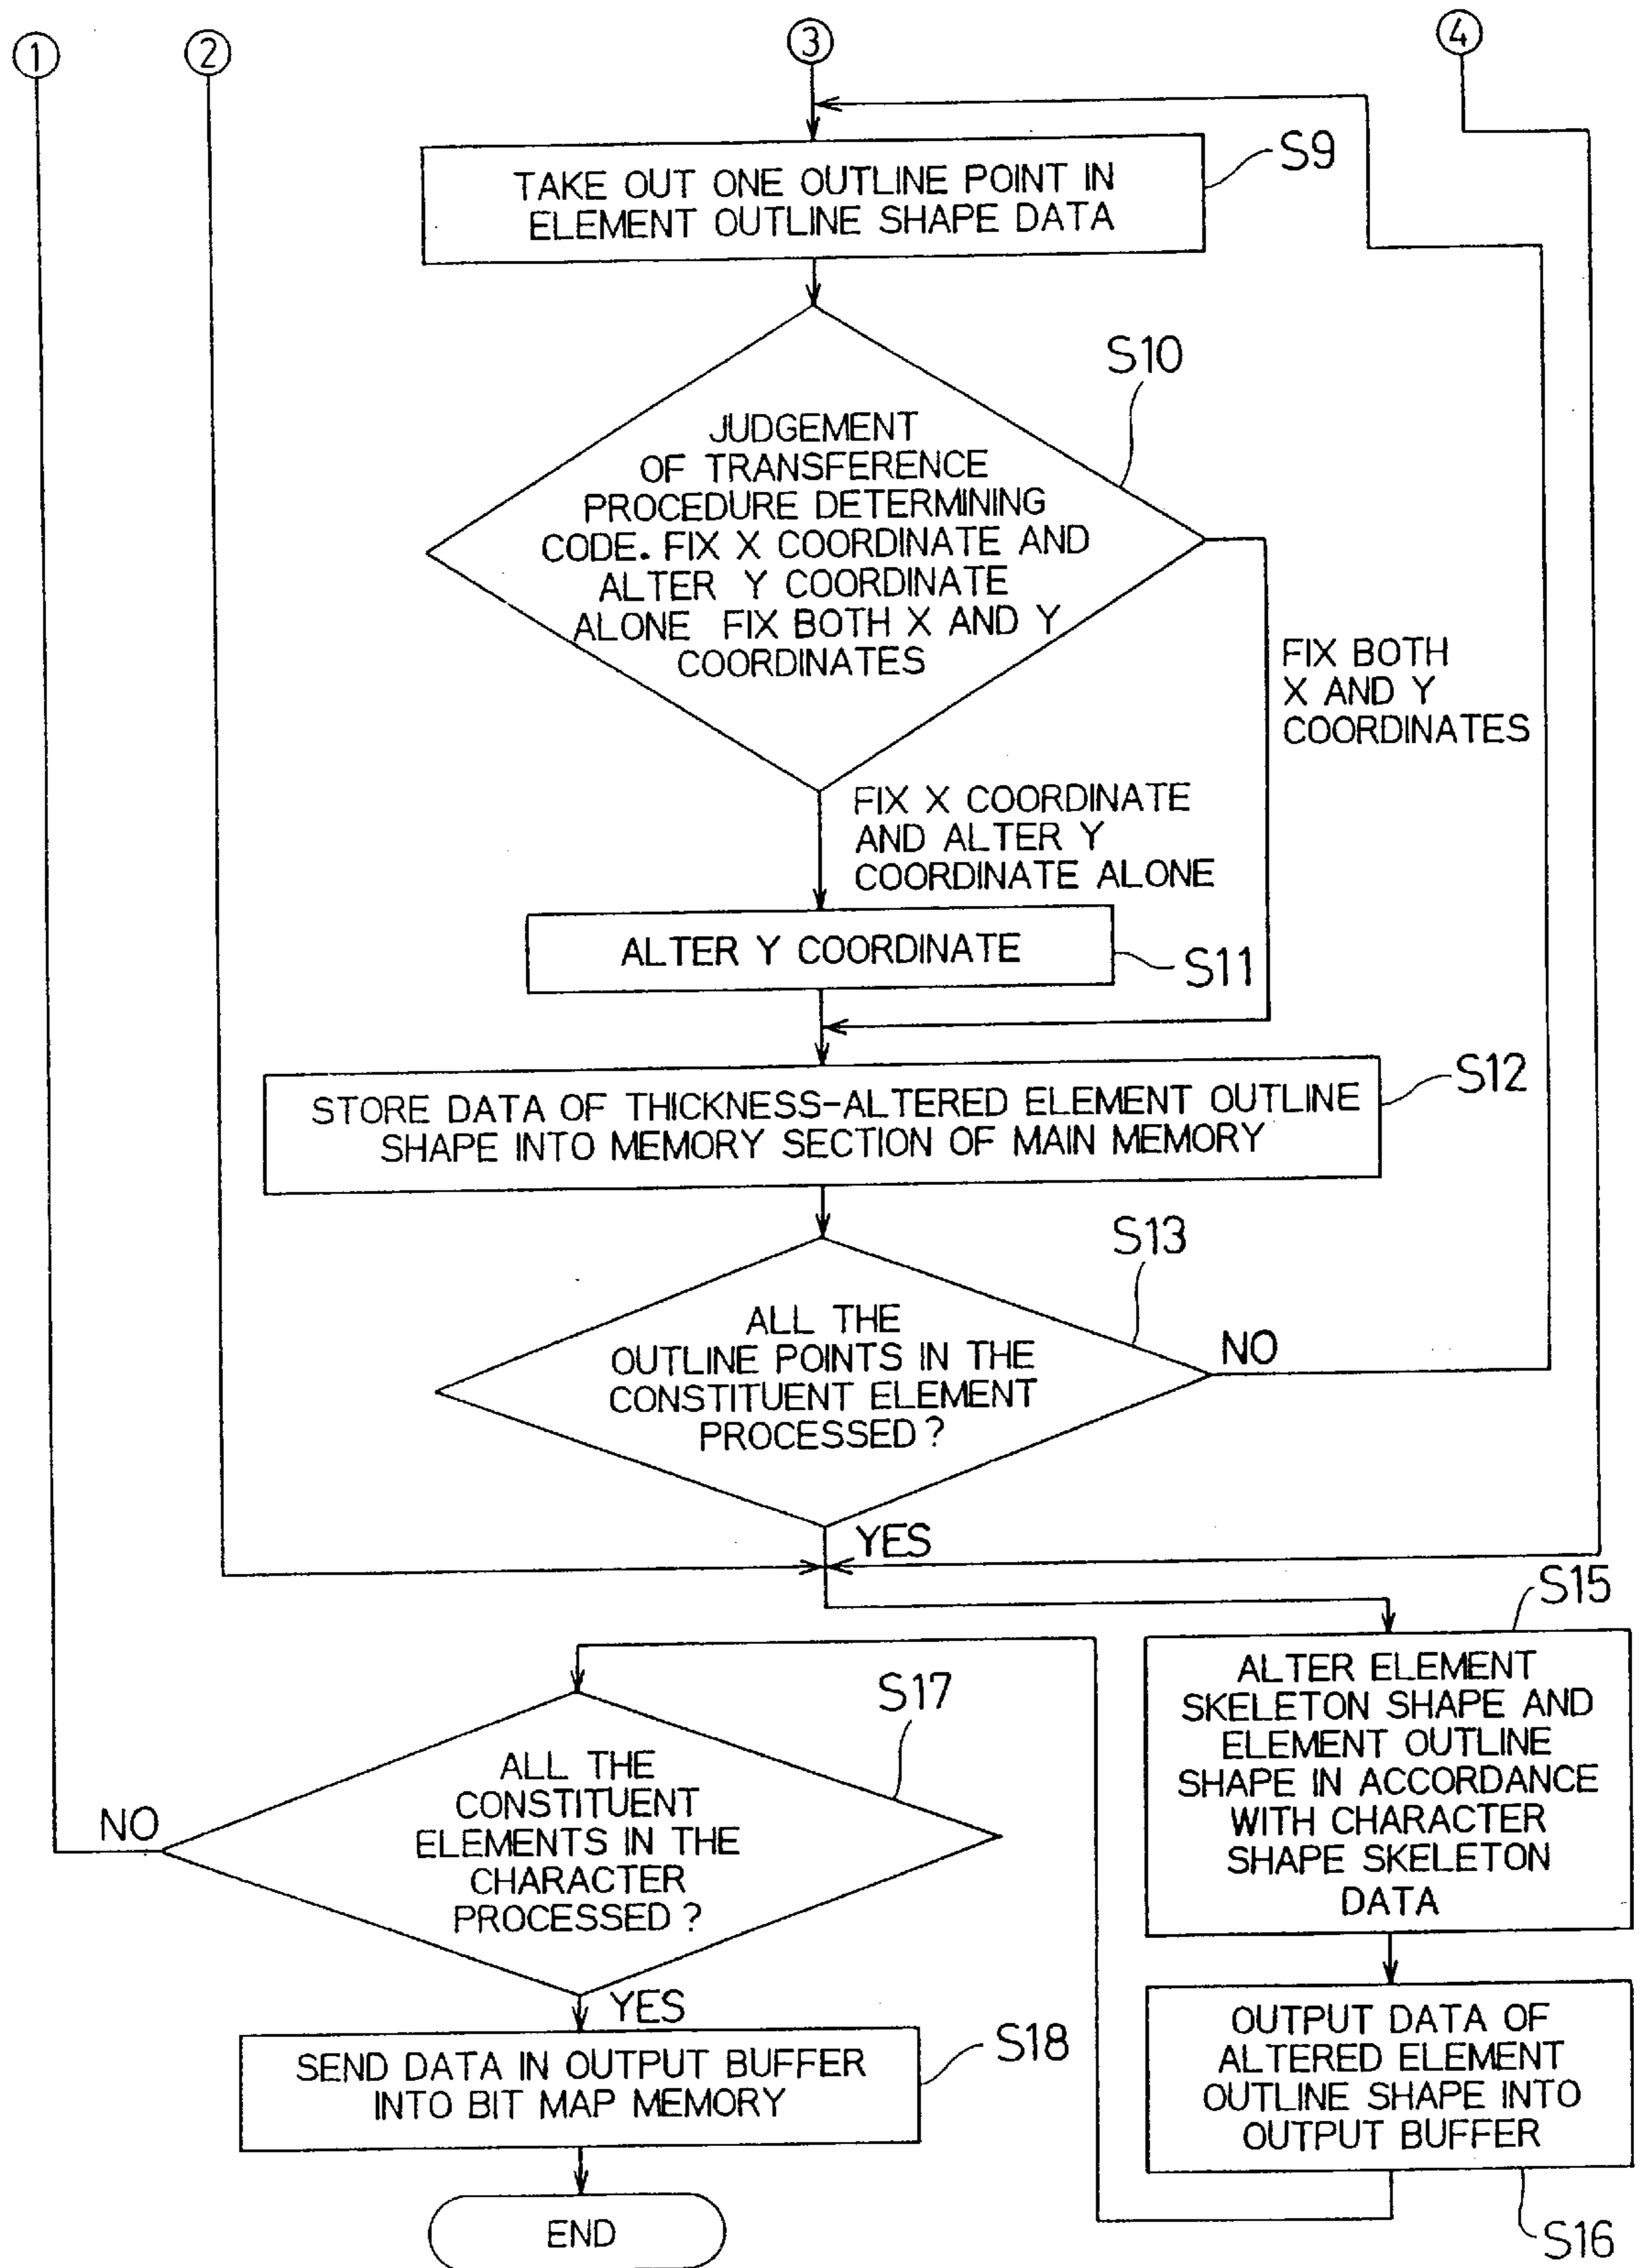 ①
②
③
④
S9
TAKE OUT ONE OUTLINE POINT IN
ELEMENT OUTLINE SHAPE DATA
S10
JUDGEMENT
OF TRANSFERENCE
PROCEDURE DETERMINING
CODE. FIX X COORDINATE AND
ALTER Y COORDINATE
ALONE FIX BOTH X AND Y
COORDINATES
FIX BOTH
X AND Y
COORDINATES
FIX X COORDINATE
AND ALTER Y
COORDINATE ALONE
ALTER Y COORDINATE
S11
S12
STORE DATA OF THICKNESS-ALTERED ELEMENT OUTLINE
SHAPE INTO MEMORY SECTION OF MAIN MEMORY
S13
ALL THE
OUTLINE POINTS IN THE
CONSTITUENT ELEMENT
PROCESSED?
NO
YES
S15
ALTER ELEMENT
SKELETON SHAPE AND
ELEMENT OUTLINE
SHAPE IN ACCORDANCE
WITH CHARACTER
SHAPE SKELETON
DATA
S17
ALL THE
CONSTITUENT
ELEMENTS IN THE
CHARACTER
PROCESSED?
NO
YES
OUTPUT DATA OF
ALTERED ELEMENT
OUTLINE SHAPE INTO
OUTPUT BUFFER
S16
S18
SEND DATA IN OUTPUT BUFFER
INTO BIT MAP MEMORY
END